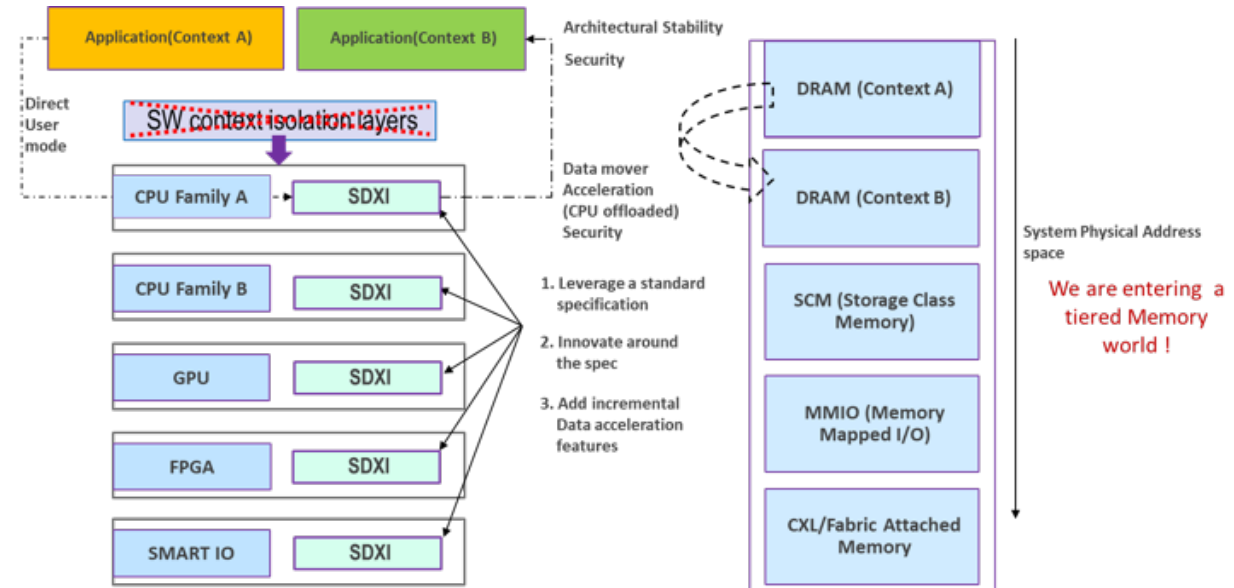 Application(Context A)
Application(Context B)
Architectural Stability
Security
Direct
User
mode
SW context isolation layers
CPU Family A
SDXI
Data mover
Acceleration
(CPU offloaded)
Security
CPU Family B
SDXI
GPU
SDXI
FPGA
SDXI
SMART IO
SDXI
1. Leverage a standard
specification
2. Innovate around
the spec
3. Add incremental
Data acceleration
features
DRAM (Context A)
DRAM (Context B)
SCM (Storage Class
Memory)
MMIO (Memory
Mapped I/O)
CXL/Fabric Attached
Memory
System Physical Address
space
We are entering a
tiered Memory
world !